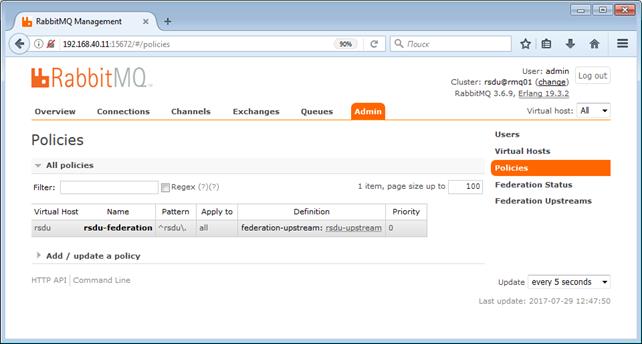 RabbitMQ Management
192.168.40.11:15672/#/policies
90%
Поиск
RabbitMQ
User: admin
Cluster: rsdu@rmq01 (change)
RabbitMQ 3.6.9, Erlang 19.3.2
Log out
Overview Connections Channels Exchanges Queues Admin
Virtual host: All
Policies
All policies
Filter: Regex (?)(?)
1 item, page size up to 100
Virtual Host Name Pattern Apply to Definition Priority
rsdu rsdu-federation ^rsdu\. all federation-upstream: rsdu-upstream 0
Add / update a policy
HTTP API Command Line
Users
Virtual Hosts
Policies
Federation Status
Federation Upstreams
Update every 5 seconds
Last update: 2017-07-29 12:47:50